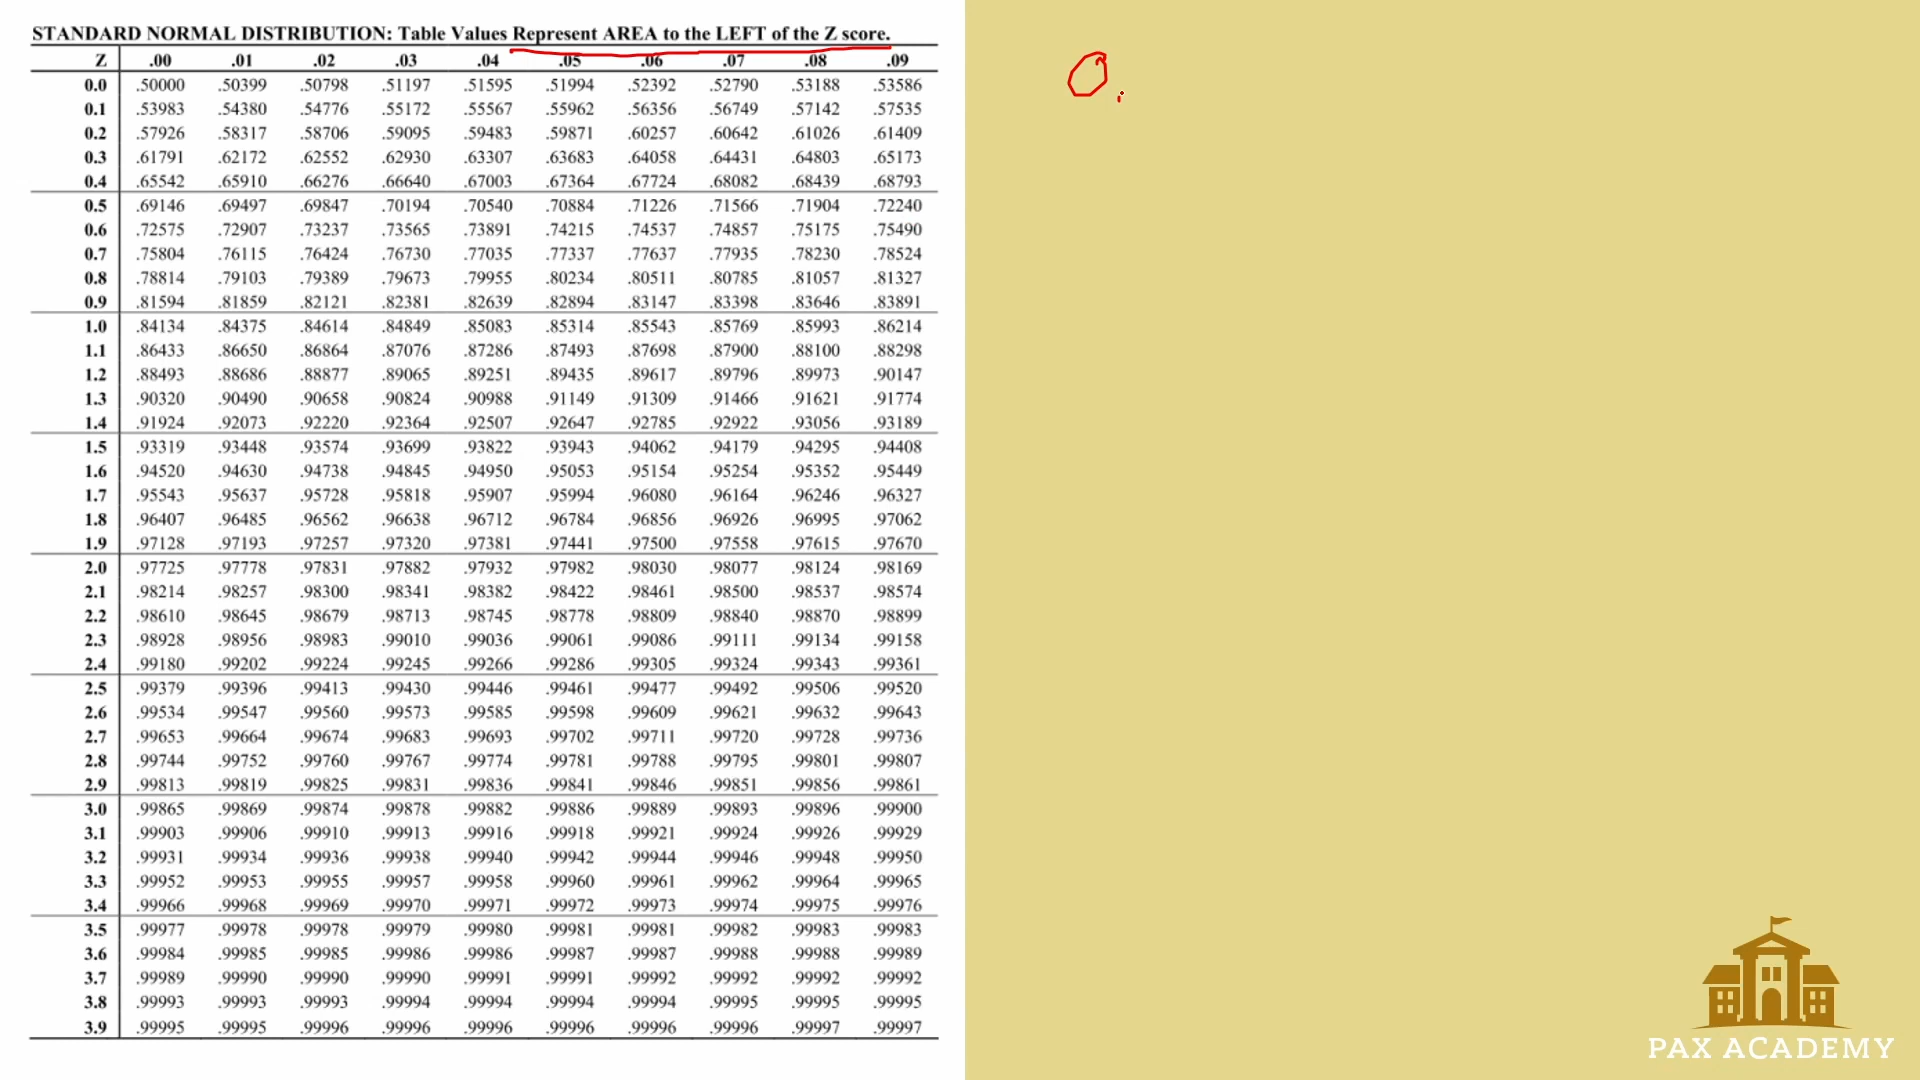 STANDARD NORMAL DISTRIBUTION: Table Values Represent AREA to the LEFT of the Z score.
Z .00 .01 .02 .03 .04 .05 .06 .07 .08 .09
0.0 .50000 .50399 .50798 .51197 .51595 .51994 .52392 .52790 .53188 .53586
0.1 .53983 .54380 .54776 .55172 .55567 .55962 .56356 .56749 .57142 .57535
0.2 .57926 .58317 .58706 .59095 .59483 .59871 .60257 .60642 .61026 .61409
0.3 .61791 .62172 .62552 .62930 .63307 .63683 .64058 .64431 .64803 .65173
0.4 .65542 .65910 .66276 .66640 .67003 .67364 .67724 .68082 .68439 .68793
0.5 .69146 .69497 .69847 .70194 .70540 .70884 .71226 .71566 .71904 .72240
0.6 .72575 .72907 .73237 .73565 .73891 .74215 .74537 .74857 .75175 .75490
0.7 .75804 .76115 .76424 .76730 .77035 .77337 .77637 .77935 .78230 .78524
0.8 .78814 .79103 .79389 .79673 .79955 .80234 .80511 .80785 .81057 .81327
0.9 .81594 .81859 .82121 .82381 .82639 .82894 .83147 .83398 .83646 .83891
1.0 .84134 .84375 .84614 .84849 .85083 .85314 .85543 .85769 .85993 .86214
1.1 .86433 .86650 .86864 .87076 .87286 .87493 .87698 .87900 .88100 .88298
1.2 .88493 .88686 .88877 .89065 .89251 .89435 .89617 .89796 .89973 .90147
1.3 .90320 .90490 .90658 .90824 .90988 .91149 .91309 .91466 .91621 .91774
1.4 .91924 .92073 .92220 .92364 .92507 .92647 .92785 .92922 .93056 .93189
1.5 .93319 .93448 .93574 .93699 .93822 .93943 .94062 .94179 .94295 .94408
1.6 .94520 .94630 .94738 .94845 .94950 .95053 .95154 .95254 .95352 .95449
1.7 .95543 .95637 .95728 .95818 .95907 .95994 .96080 .96164 .96246 .96327
1.8 .96407 .96485 .96562 .96638 .96712 .96784 .96856 .96926 .96995 .97062
1.9 .97128 .97193 .97257 .97320 .97381 .97441 .97500 .97558 .97615 .97670
2.0 .97725 .97778 .97831 .97882 .97932 .97982 .98030 .98077 .98124 .98169
2.1 .98214 .98257 .98300 .98341 .98382 .98422 .98461 .98500 .98537 .98574
2.2 .98610 .98645 .98679 .98713 .98745 .98778 .98809 .98840 .98870 .98899
2.3 .98928 .98956 .98983 .99010 .99036 .99061 .99086 .99111 .99134 .99158
2.4 .99180 .99202 .99224 .99245 .99266 .99286 .99305 .99324 .99343 .99361
2.5 .99379 .99396 .99413 .99430 .99446 .99461 .99477 .99492 .99506 .99520
2.6 .99534 .99547 .99560 .99573 .99585 .99598 .99609 .99621 .99632 .99643
2.7 .99653 .99664 .99674 .99683 .99693 .99702 .99711 .99720 .99728 .99736
2.8 .99744 .99752 .99760 .99767 .99774 .99781 .99788 .99795 .99801 .99807
2.9 .99813 .99819 .99825 .99831 .99836 .99841 .99846 .99851 .99856 .99861
3.0 .99865 .99869 .99874 .99878 .99882 .99886 .99889 .99893 .99896 .99900
3.1 .99903 .99906 .99910 .99913 .99916 .99918 .99921 .99924 .99926 .99929
3.2 .99931 .99934 .99936 .99938 .99940 .99942 .99944 .99946 .99948 .99950
3.3 .99952 .99953 .99955 .99957 .99958 .99960 .99961 .99962 .99964 .99965
3.4 .99966 .99968 .99969 .99970 .99971 .99972 .99973 .99974 .99975 .99976
3.5 .99977 .99978 .99978 .99979 .99980 .99981 .99981 .99982 .99983 .99983
3.6 .99984 .99985 .99985 .99986 .99986 .99987 .99987 .99988 .99988 .99989
3.7 .99989 .99990 .99990 .99990 .99991 .99991 .99992 .99992 .99992 .99992
3.8 .99993 .99993 .99993 .99994 .99994 .99994 .99994 .99995 .99995 .99995
3.9 .99995 .99995 .99996 .99996 .99996 .99996 .99996 .99996 .99997 .99997
0.
PAX ACADEMY